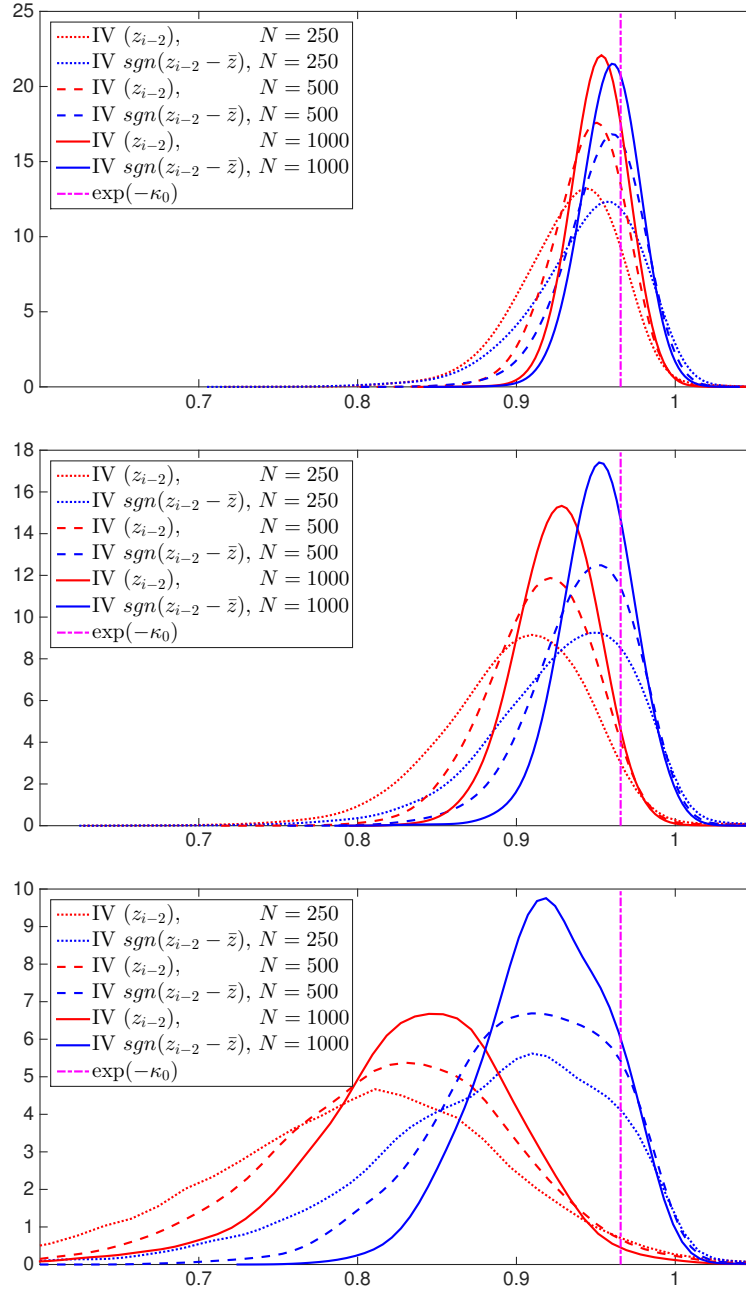 25
20
15
10
5
0
IV (z_{i−2}), N = 250
IV sgn(z_{i−2} − z̄), N = 250
IV (z_{i−2}), N = 500
IV sgn(z_{i−2} − z̄), N = 500
IV (z_{i−2}), N = 1000
IV sgn(z_{i−2} − z̄), N = 1000
exp(−κ₀)
0.7 0.8 0.9 1
18
16
14
12
10
8
6
4
2
0
IV (z_{i−2}), N = 250
IV sgn(z_{i−2} − z̄), N = 250
IV (z_{i−2}), N = 500
IV sgn(z_{i−2} − z̄), N = 500
IV (z_{i−2}), N = 1000
IV sgn(z_{i−2} − z̄), N = 1000
exp(−κ₀)
0.7 0.8 0.9 1
10
9
8
7
6
5
4
3
2
1
0
IV (z_{i−2}), N = 250
IV sgn(z_{i−2} − z̄), N = 250
IV (z_{i−2}), N = 500
IV sgn(z_{i−2} − z̄), N = 500
IV (z_{i−2}), N = 1000
IV sgn(z_{i−2} − z̄), N = 1000
exp(−κ₀)
0.7 0.8 0.9 1